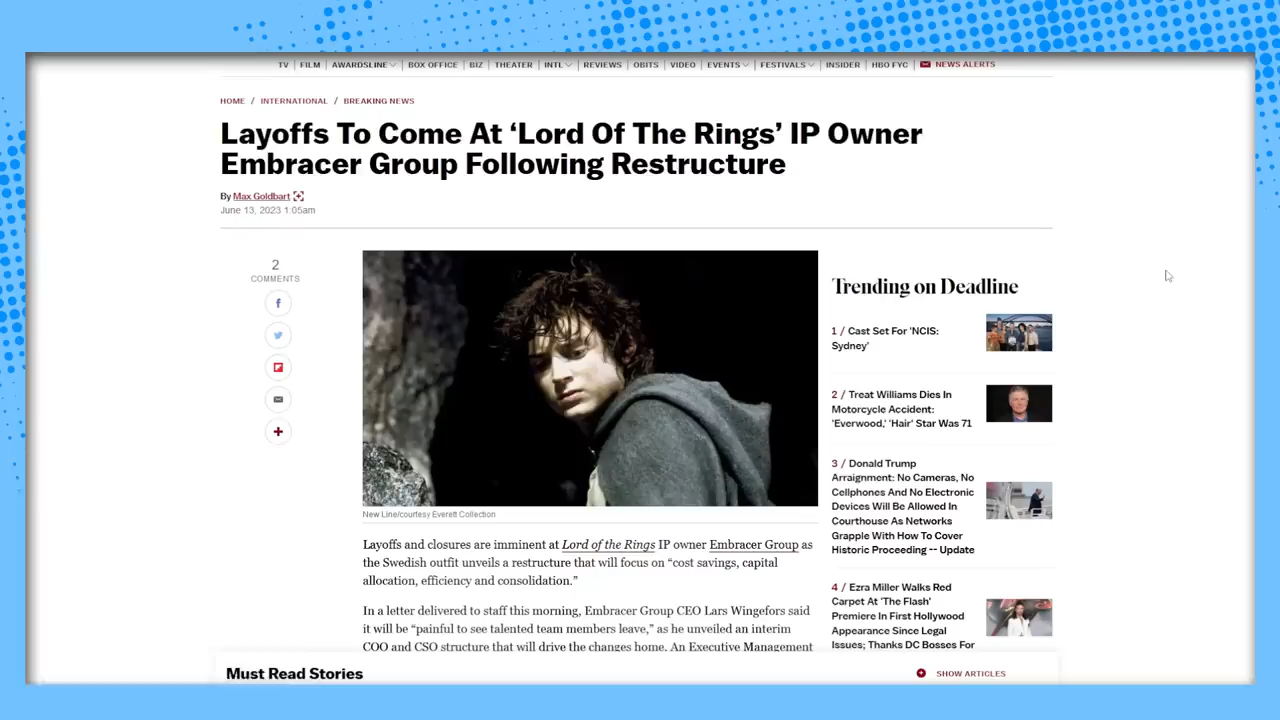 TV | FILM | AWARDSLINE | BOX OFFICE | BIZ | THEATER | INTL | REVIEWS | OBITS | VIDEO | EVENTS | FESTIVALS | INSIDER | HBO FYC | NEWS ALERTS
HOME / INTERNATIONAL / BREAKING NEWS
Layoffs To Come At ‘Lord Of The Rings’ IP Owner
Embracer Group Following Restructure
By Max Goldbart
June 13, 2023 1:05am
2
COMMENTS
New Line/courtesy Everett Collection
Layoffs and closures are imminent at Lord of the Rings IP owner Embracer Group as
the Swedish outfit unveils a restructure that will focus on “cost savings, capital
allocation, efficiency and consolidation.”
In a letter delivered to staff this morning, Embracer Group CEO Lars Wingefors said
it will be “painful to see talented team members leave,” as he unveiled an interim
COO and CSO structure that will drive the changes home. An Executive Management
Trending on Deadline
1 / Cast Set For 'NCIS:
Sydney'
2 / Treat Williams Dies In
Motorcycle Accident:
'Everwood,' 'Hair' Star Was 71
3 / Donald Trump
Arraignment: No Cameras, No
Cellphones And No Electronic
Devices Will Be Allowed In
Courthouse As Networks
Grapple With How To Cover
Historic Proceeding -- Update
4 / Ezra Miller Walks Red
Carpet At 'The Flash'
Premiere In First Hollywood
Appearance Since Legal
Issues; Thanks DC Bosses For
Must Read Stories
SHOW ARTICLES